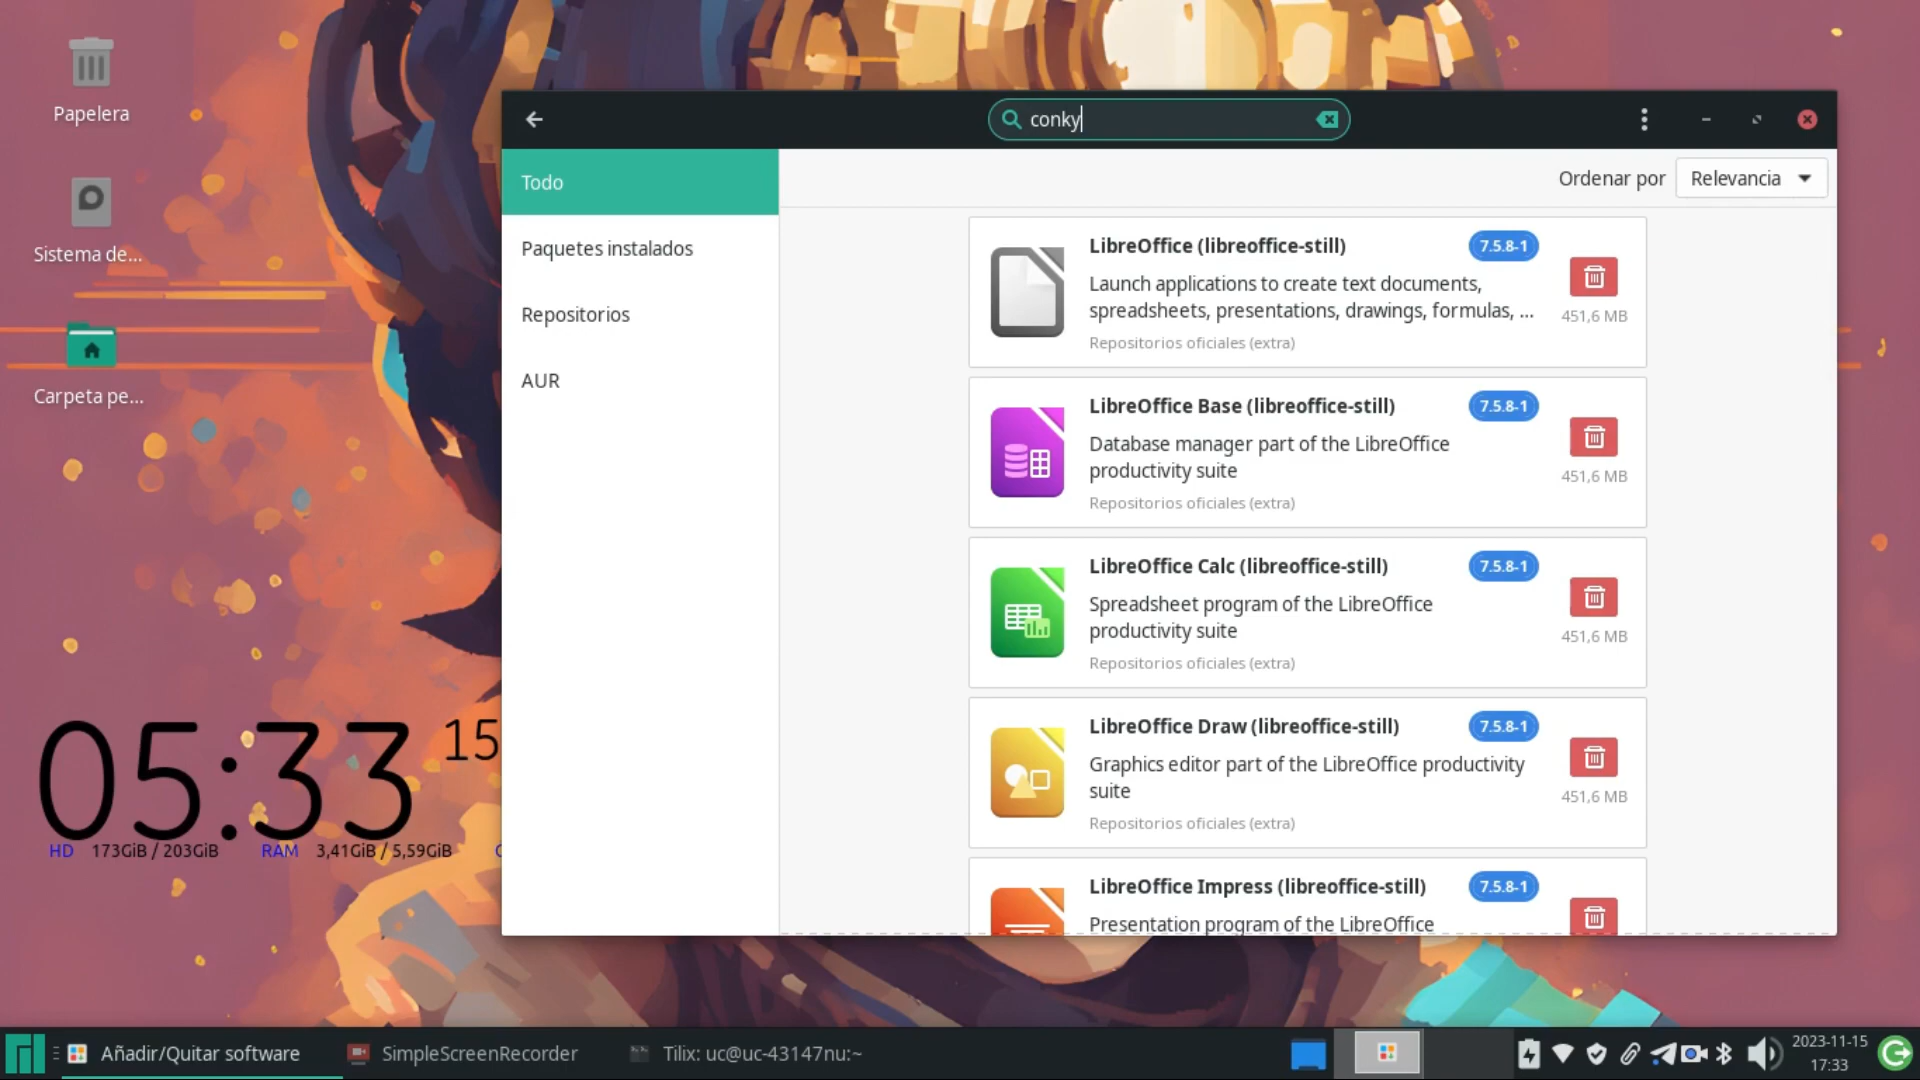 Papelera
Sistema de...
Carpeta pe...
05:33
15
HD 173GiB / 203GiB RAM 3,41GiB / 5,59GiB
conky
Todo
Paquetes instalados
Repositorios
AUR
Ordenar por Relevancia
LibreOffice (libreoffice-still) 7.5.8-1
Launch applications to create text documents,
spreadsheets, presentations, drawings, formulas, ...
451,6 MB
Repositorios oficiales (extra)
LibreOffice Base (libreoffice-still) 7.5.8-1
Database manager part of the LibreOffice
productivity suite
451,6 MB
Repositorios oficiales (extra)
LibreOffice Calc (libreoffice-still) 7.5.8-1
Spreadsheet program of the LibreOffice
productivity suite
451,6 MB
Repositorios oficiales (extra)
LibreOffice Draw (libreoffice-still) 7.5.8-1
Graphics editor part of the LibreOffice productivity
suite
451,6 MB
Repositorios oficiales (extra)
LibreOffice Impress (libreoffice-still) 7.5.8-1
Presentation program of the LibreOffice
Añadir/Quitar software
SimpleScreenRecorder
Tilix: uc@uc-43147nu:~
2023-11-15
17:33